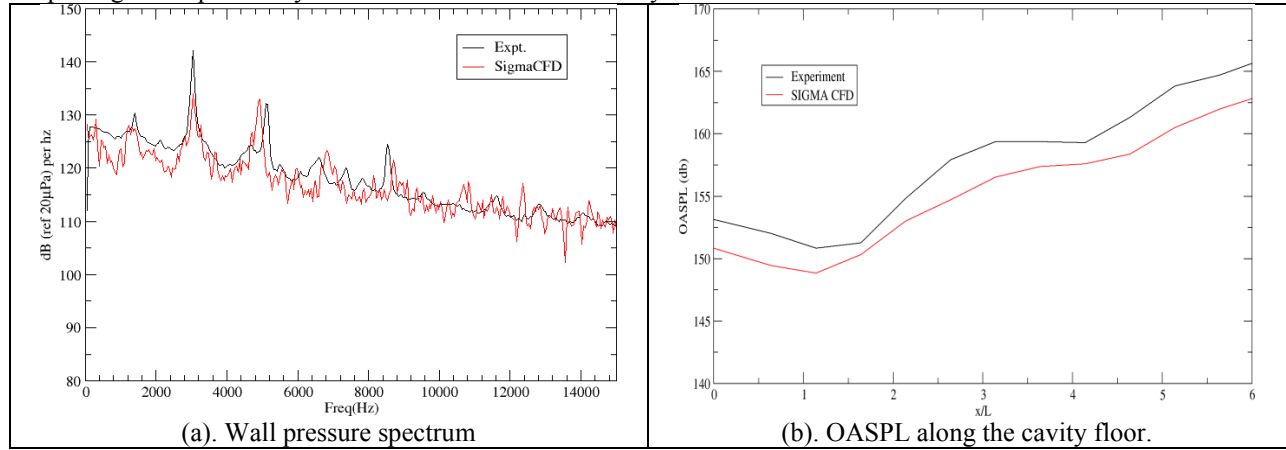 150
140
130
120
110
100
90
80
dB (ref 20μPa) per hz
Expt.
SigmaCFD
0 2000 4000 6000 8000 10000 12000 14000
Freq(Hz)
(a). Wall pressure spectrum
170
165
160
155
150
145
140
OASPL (db)
Experiment
SIGMA CFD
0 1 2 3 4 5 6
x/L
(b). OASPL along the cavity floor.